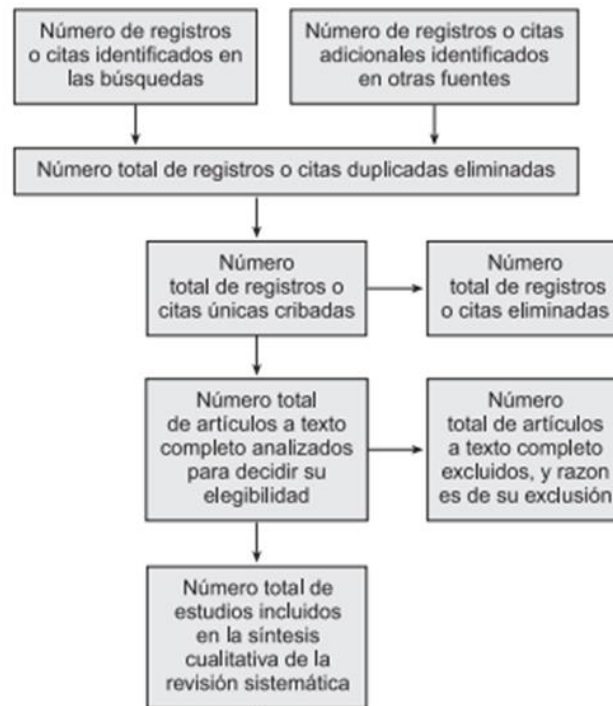 Número de registros
o citas identificados en
las búsquedas
Número de registros o citas
adicionales identificados
en otras fuentes
Número total de registros o citas duplicadas eliminadas
Número
total de registros o
citas únicas cribadas
Número
total de registros
o citas eliminadas
Número total
de artículos a texto
completo analizados
para decidir su
elegibilidad
Número
total de artículos
a texto completo
excluidos, y razon
es de su exclusión
Número total de
estudios incluidos
en la síntesis
cualitativa de la
revisión sistemática